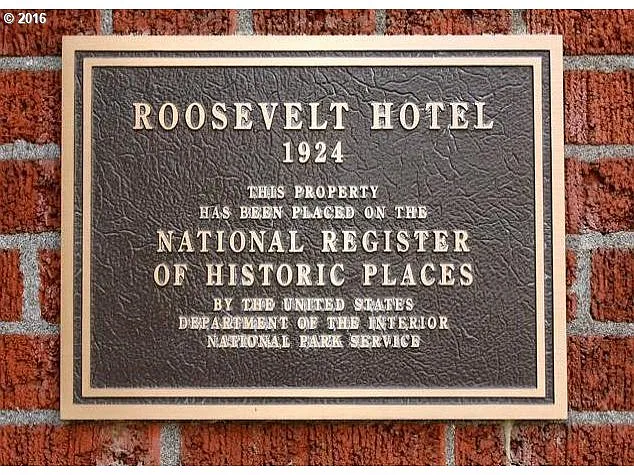 © 2016
ROOSEVELT HOTEL
1924
THIS PROPERTY
HAS BEEN PLACED ON THE
NATIONAL REGISTER
OF HISTORIC PLACES
BY THE UNITED STATES
DEPARTMENT OF THE INTERIOR
NATIONAL PARK SERVICE